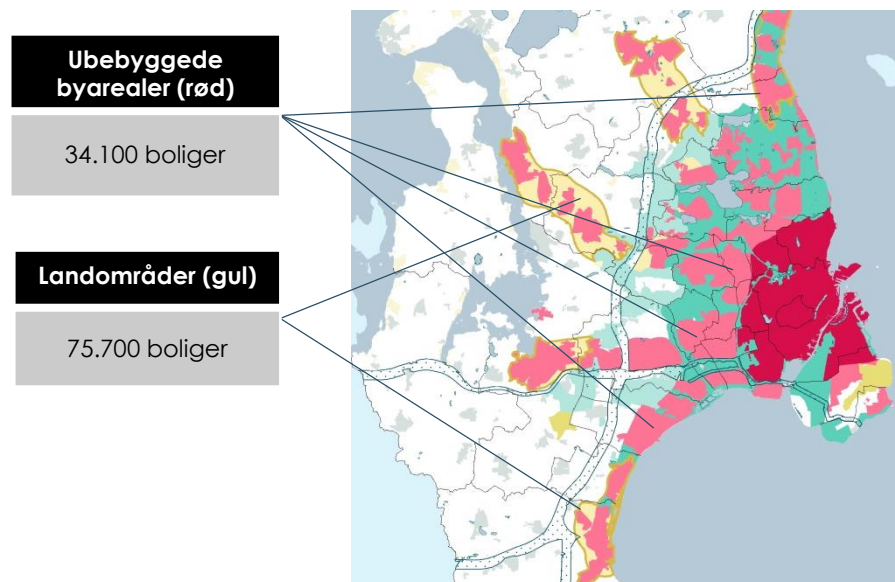 Ubebyggede
byarealer (rød)
34.100 boliger
Landområder (gul)
75.700 boliger